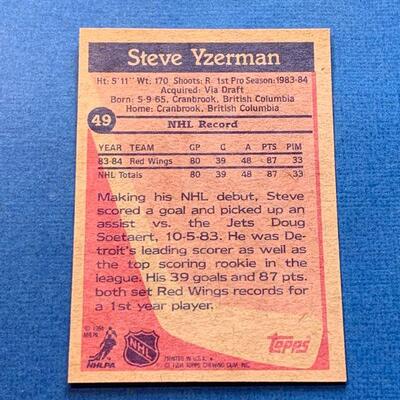 Steve Yzerman
Ht: 5'11" Wt: 170 Shoots: R 1st Pro Season: 1983-84
Acquired: Via Draft
Born: 5-9-65, Cranbrook, British Columbia
Home: Cranbrook, British Columbia
49
NHL Record
YEAR TEAM GP G A PTS PIM
83-84 Red Wings 80 39 48 87 33
NHL Totals 80 39 48 87 33
Making his NHL debut, Steve
scored a goal and picked up an
assist vs. the Jets Doug
Soetaert, 10-5-83. He was De-
troit's leading scorer as well as
the top scoring rookie in
the league. His 39 goals and 87 pts.
both set Red Wings records for
a 1st year player.
© 1984
NHLPA
NHL
topps
PRINTED IN U.S.A.
© 1984 TOPPS CHEWING GUM, INC.